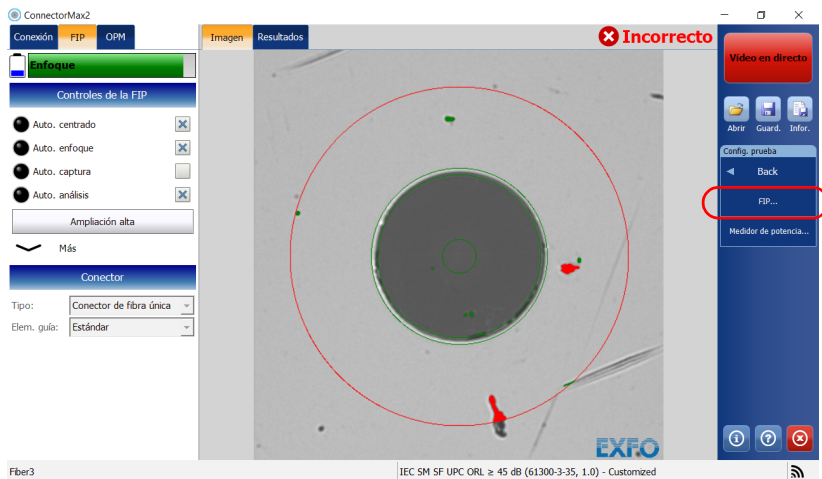 ConnectorMax2
Conexión FIP OPM
Imagen Resultados
Incorrecto
Vídeo en directo
Enfoque
Controles de la FIP
Auto. centrado
Auto. enfoque
Auto. captura
Auto. análisis
Ampliación alta
Más
Conector
Tipo: Conector de fibra única
Elem. guía: Estándar
Abrir Guard. Infor.
Config. prueba
Back
FIP...
Medidor de potencia...
EXFO
Fiber3
IEC SM SF UPC ORL ≥ 45 dB (61300-3-35, 1.0) - Customized